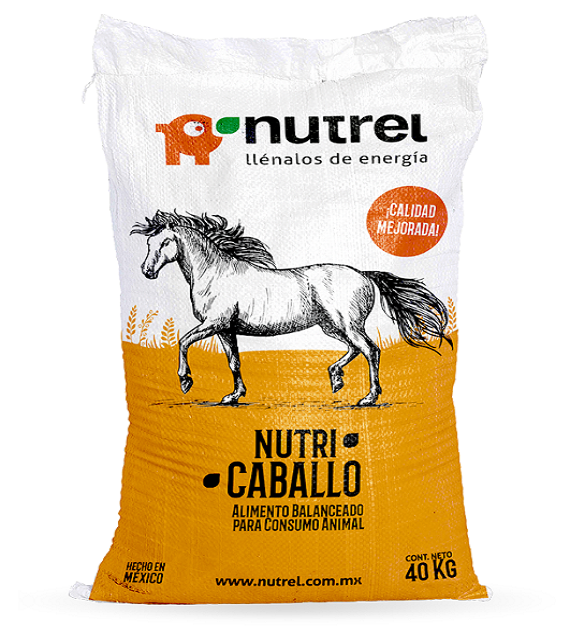 nutrel
llénalos de energía
¡CALIDAD
MEJORADA!
NUTRI
CABALLO
ALIMENTO BALANCEADO
PARA CONSUMO ANIMAL
HECHO EN
MÉXICO
www.nutrel.com.mx
CONT. NETO
40 KG